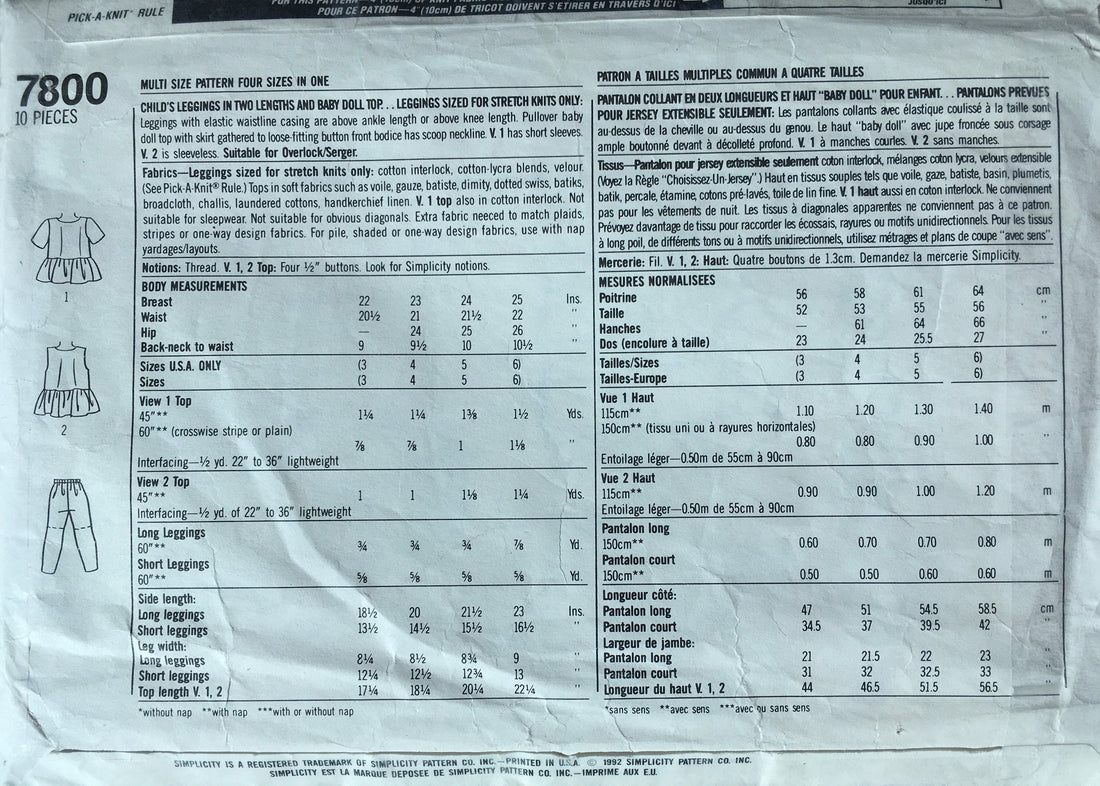 PICK-A-KNIT® RULE
POUR CE PATRON—4" (10cm) DE TRICOT DOIVENT S'ETIRER EN TRAVERS D'ICI
JUSQU'ICI
7800
10 PIECES
1
2
MULTI SIZE PATTERN FOUR SIZES IN ONE
CHILD'S LEGGINGS IN TWO LENGTHS AND BABY DOLL TOP. . . LEGGINGS SIZED FOR STRETCH KNITS ONLY:
Leggings with elastic waistline casing are above ankle length or above knee length. Pullover baby
doll top with skirt gathered to loose-fitting button front bodice has scoop neckline. V. 1 has short sleeves.
V. 2 is sleeveless. Suitable for Overlock/Serger.
Fabrics—Leggings sized for stretch knits only: cotton interlock, cotton-lycra blends, velour.
(See Pick-A-Knit® Rule.) Tops in soft fabrics such as voile, gauze, batiste, dimity, dotted swiss, batiks,
broadcloth, challis, laundered cottons, handkerchief linen. V. 1 top also in cotton interlock. Not
suitable for sleepwear. Not suitable for obvious diagonals. Extra fabric needed to match plaids,
stripes or one-way design fabrics. For pile, shaded or one-way design fabrics, use with nap
yardages/layouts.
Notions: Thread. V. 1, 2 Top: Four ½" buttons. Look for Simplicity notions.
BODY MEASUREMENTS
Breast 22 23 24 25 Ins.
Waist 20½ 21 21½ 22 "
Hip — 24 25 26 "
Back-neck to waist 9 9½ 10 10½ "
Sizes U.S.A. ONLY (3 4 5 6)
Sizes (3 4 5 6)
View 1 Top
45"** 1¼ 1¼ 1⅜ 1½ Yds.
60"** (crosswise stripe or plain)
⅞ ⅞ 1 1⅛ "
Interfacing—½ yd. 22" to 36" lightweight
View 2 Top
45"** 1 1 1⅛ 1¼ Yds.
Interfacing—½ yd. of 22" to 36" lightweight
Long Leggings
60"** ¾ ¾ ¾ ⅞ Yd.
Short Leggings
60"** ⅝ ⅝ ⅝ ⅝ Yd.
Side length:
Long leggings 18½ 20 21½ 23 Ins.
Short leggings 13½ 14½ 15½ 16½ "
Leg width:
Long leggings 8¼ 8½ 8¾ 9 "
Short leggings 12¼ 12½ 12¾ 13 "
Top length V. 1, 2 17¼ 18¼ 20¼ 22¼ "
*without nap **with nap ***with or without nap
PATRON A TAILLES MULTIPLES COMMUN A QUATRE TAILLES
PANTALON COLLANT EN DEUX LONGUEURS ET HAUT "BABY DOLL" POUR ENFANT. . . PANTALONS PREVUES
POUR JERSEY EXTENSIBLE SEULEMENT: Les pantalons collants avec élastique coulissé à la taille sont
au-dessus de la cheville ou au-dessus du genou. Le haut "baby doll" avec jupe froncée sous corsage
ample boutonné devant à décolleté profond. V. 1 à manches courtes. V. 2 sans manches.
Tissus—Pantalon pour jersey extensible seulement coton interlock, mélanges coton lycra, velours extensible
(Voyez la Règle "Choisissez-Un-Jersey".) Haut en tissus souples tels que voile, gaze, batiste, basin, plumetis,
batik, percale, étamine, cotons pré-lavés, toile de lin fine. V. 1 haut aussi en coton interlock. Ne conviennent
pas pour les vêtements de nuit. Les tissus à diagonales apparentes ne conviennent pas à ce patron.
Prévoyez davantage de tissu pour raccorder les écossais, rayures ou motifs unidirectionnels. Pour les tissus
à long poil, de différents tons ou à motifs unidirectionnels, utilisez métrages et plans de coupe "avec sens".
Mercerie: Fil. V. 1, 2: Haut: Quatre boutons de 1.3cm. Demandez la mercerie Simplicity.
MESURES NORMALISEES
Poitrine 56 58 61 64 cm
Taille 52 53 55 56 "
Hanches — 61 64 66 "
Dos (encolure à taille) 23 24 25.5 27 "
Tailles/Sizes (3 4 5 6)
Tailles-Europe (3 4 5 6)
Vue 1 Haut
115cm** 1.10 1.20 1.30 1.40 m
150cm** (tissu uni ou à rayures horizontales)
0.80 0.80 0.90 1.00 "
Entoilage léger—0.50m de 55cm à 90cm
Vue 2 Haut
115cm** 0.90 0.90 1.00 1.20 m
Entoilage léger—0.50m de 55cm à 90cm
Pantalon long
150cm** 0.60 0.70 0.70 0.80 m
Pantalon court
150cm** 0.50 0.50 0.60 0.60 m
Longueur côté:
Pantalon long 47 51 54.5 58.5 cm
Pantalon court 34.5 37 39.5 42 "
Largeur de jambe:
Pantalon long 21 21.5 22 23 "
Pantalon court 31 32 32.5 33 "
Longueur du haut V. 1, 2 44 46.5 51.5 56.5 "
*sans sens **avec sens ***avec ou sans sens
SIMPLICITY IS A REGISTERED TRADEMARK OF SIMPLICITY PATTERN CO. INC.—PRINTED IN U.S.A. © 1992 SIMPLICITY PATTERN CO. INC.
SIMPLICITY EST LA MARQUE DEPOSEE DE SIMPLICITY PATTERN CO. INC.—IMPRIME AUX E.U.